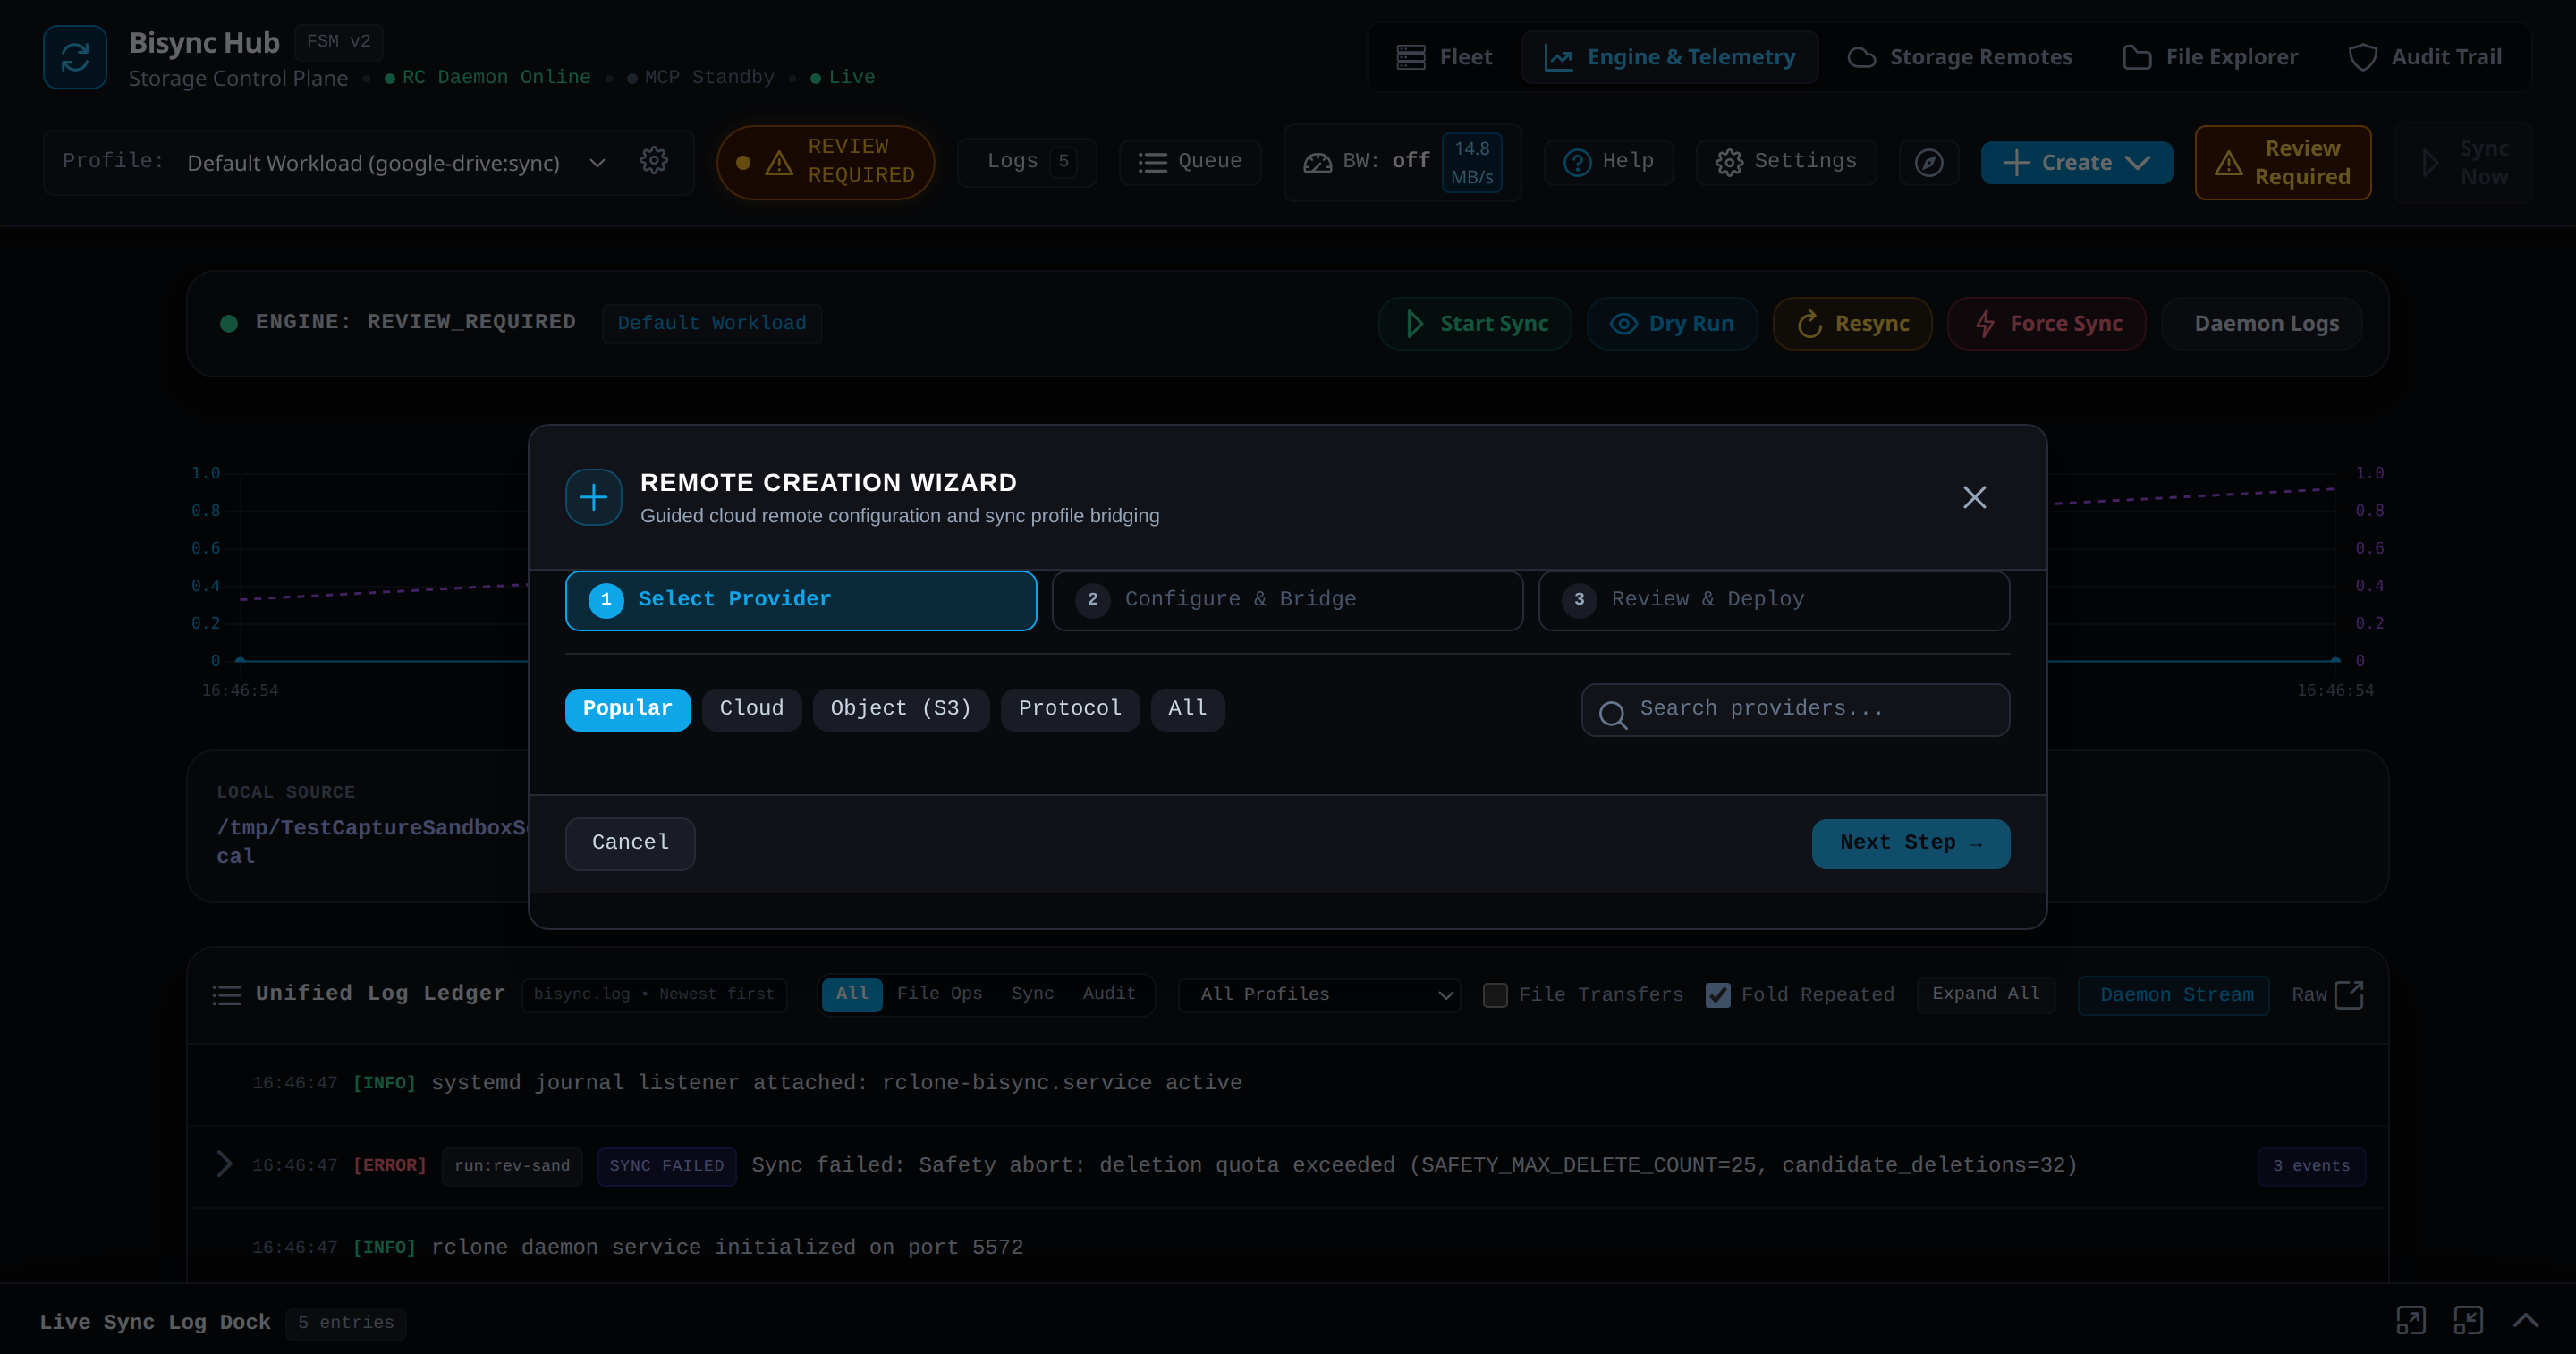 Bisync Hub
FSM v2
Storage Control Plane
RC Daemon Online
MCP Standby
Live
Fleet
Engine & Telemetry
Storage Remotes
File Explorer
Audit Trail
Profile:
Default Workload (google-drive:sync)
REVIEW
REQUIRED
Logs 5
Queue
BW: off
14.8
MB/s
Help
Settings
Create
Review
Required
Sync
Now
ENGINE: REVIEW_REQUIRED
Default Workload
Start Sync
Dry Run
Resync
Force Sync
Daemon Logs
REMOTE CREATION WIZARD
Guided cloud remote configuration and sync profile bridging
1.0
0.8
0.6
0.4
0.2
0
16:46:54
1.0
0.8
0.6
0.4
0.2
0
16:46:54
1 Select Provider
2 Configure & Bridge
3 Review & Deploy
Popular
Cloud
Object (S3)
Protocol
All
Search providers...
Cancel
Next Step →
LOCAL SOURCE
/tmp/TestCaptureSandboxSc
cal
Unified Log Ledger
bisync.log • Newest first
All
File Ops
Sync
Audit
All Profiles
File Transfers
Fold Repeated
Expand All
Daemon Stream
Raw
16:46:47 [INFO] systemd journal listener attached: rclone-bisync.service active
16:46:47 [ERROR] run:rev-sand SYNC_FAILED Sync failed: Safety abort: deletion quota exceeded (SAFETY_MAX_DELETE_COUNT=25, candidate_deletions=32) 3 events
16:46:47 [INFO] rclone daemon service initialized on port 5572
Live Sync Log Dock
5 entries